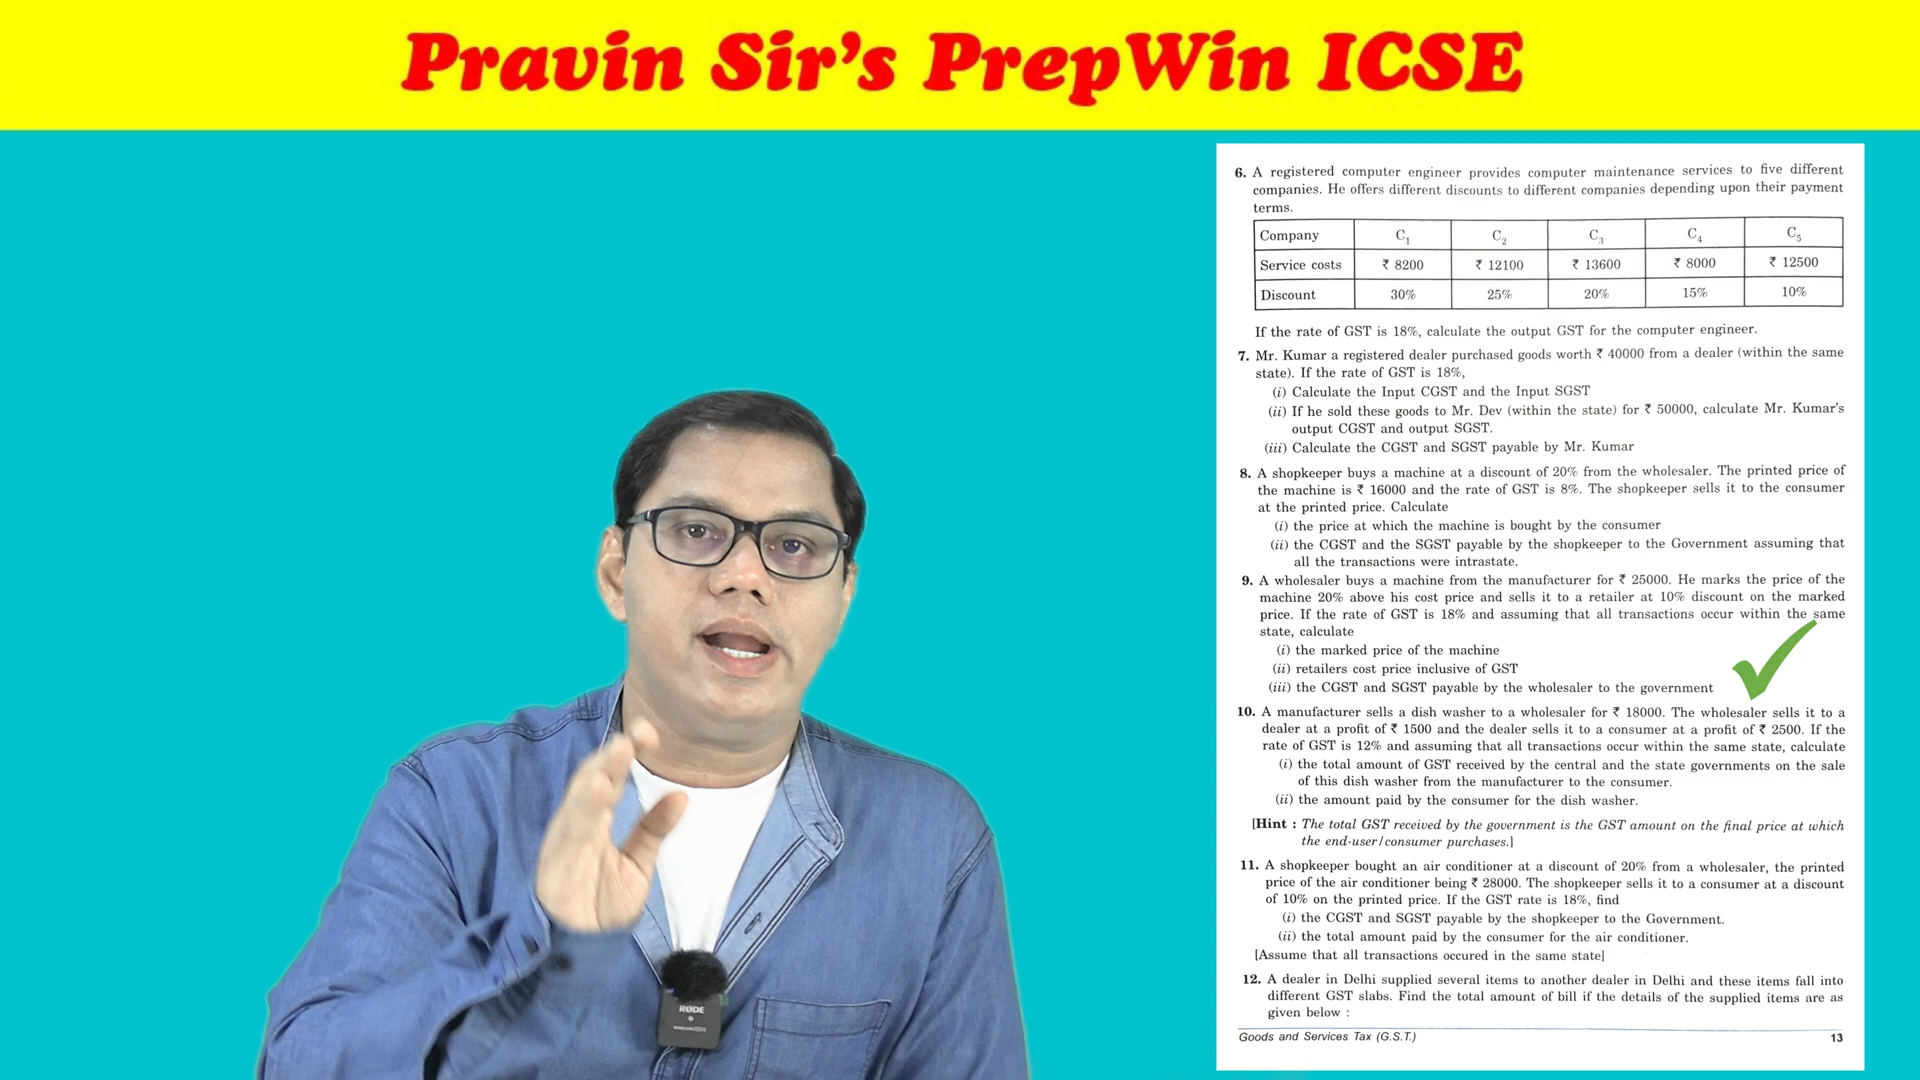 Pravin Sir's PrepWin ICSE
6. A registered computer engineer provides computer maintenance services to five different
companies. He offers different discounts to different companies depending upon their payment
terms.
Company C1 C2 C3 C4 C5
Service costs ₹ 8200 ₹ 12100 ₹ 13600 ₹ 8000 ₹ 12500
Discount 30% 25% 20% 15% 10%
If the rate of GST is 18%, calculate the output GST for the computer engineer.
7. Mr. Kumar a registered dealer purchased goods worth ₹ 40000 from a dealer (within the same
state). If the rate of GST is 18%,
(i) Calculate the Input CGST and the Input SGST
(ii) If he sold these goods to Mr. Dev (within the state) for ₹ 50000, calculate Mr. Kumar's
output CGST and output SGST.
(iii) Calculate the CGST and SGST payable by Mr. Kumar
8. A shopkeeper buys a machine at a discount of 20% from the wholesaler. The printed price of
the machine is ₹ 16000 and the rate of GST is 8%. The shopkeeper sells it to the consumer
at the printed price. Calculate
(i) the price at which the machine is bought by the consumer
(ii) the CGST and the SGST payable by the shopkeeper to the Government assuming that
all the transactions were intrastate.
9. A wholesaler buys a machine from the manufacturer for ₹ 25000. He marks the price of the
machine 20% above his cost price and sells it to a retailer at 10% discount on the marked
price. If the rate of GST is 18% and assuming that all transactions occur within the same
state, calculate
(i) the marked price of the machine
(ii) retailers cost price inclusive of GST
(iii) the CGST and SGST payable by the wholesaler to the government
10. A manufacturer sells a dish washer to a wholesaler for ₹ 18000. The wholesaler sells it to a
dealer at a profit of ₹ 1500 and the dealer sells it to a consumer at a profit of ₹ 2500. If the
rate of GST is 12% and assuming that all transactions occur within the same state, calculate
(i) the total amount of GST received by the central and the state governments on the sale
of this dish washer from the manufacturer to the consumer.
(ii) the amount paid by the consumer for the dish washer.
[Hint : The total GST received by the government is the GST amount on the final price at which
the end-user/consumer purchases.]
11. A shopkeeper bought an air conditioner at a discount of 20% from a wholesaler, the printed
price of the air conditioner being ₹ 28000. The shopkeeper sells it to a consumer at a discount
of 10% on the printed price. If the GST rate is 18%, find
(i) the CGST and SGST payable by the shopkeeper to the Government.
(ii) the total amount paid by the consumer for the air conditioner.
[Assume that all transactions occured in the same state]
12. A dealer in Delhi supplied several items to another dealer in Delhi and these items fall into
different GST slabs. Find the total amount of bill if the details of the supplied items are as
given below :
Goods and Services Tax (G.S.T.) 13
RØDE